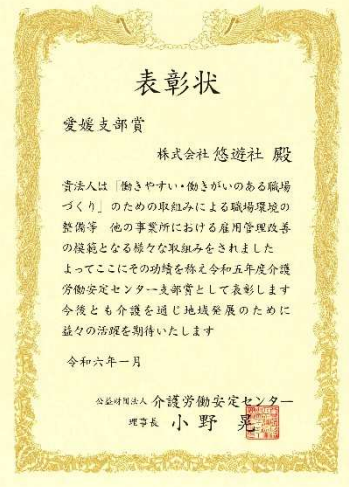 表彰状
愛媛支部賞
株式会社 悠遊社 殿
貴法人は「働きやすい・働きがいのある職場
づくり」のための取組みによる職場環境の
整備等 他の事業所における雇用管理改善
の模範となる様々な取組みをされました
よってここにその功績を称え令和五年度介護
労働安定センター支部賞として表彰します
今後とも介護を通じ地域発展のために
益々の活躍を期待いたします
令和六年一月
公益財団法人 介護労働安定センター
理事長 小野 晃